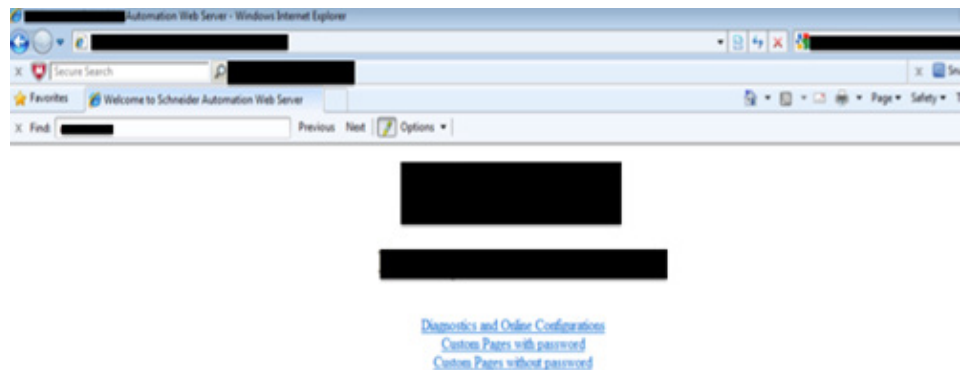 Automation Web Server - Windows Internet Explorer
Secure Search
Favorites Welcome to Schneider Automation Web Server Page Safety
X Find: Previous Next Options
Diagnostics and Online Configurations
Custom Pages with password
Custom Pages without password